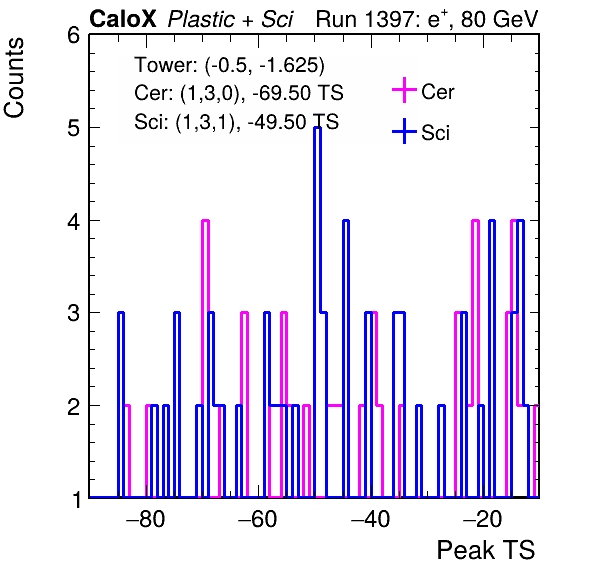 CaloX Plastic + Sci Run 1397: e⁺, 80 GeV
Counts
Tower: (-0.5, -1.625)
Cer: (1,3,0), -69.50 TS
Sci: (1,3,1), -49.50 TS
Cer
Sci
6
5
4
3
2
1
−80 −60 −40 −20
Peak TS